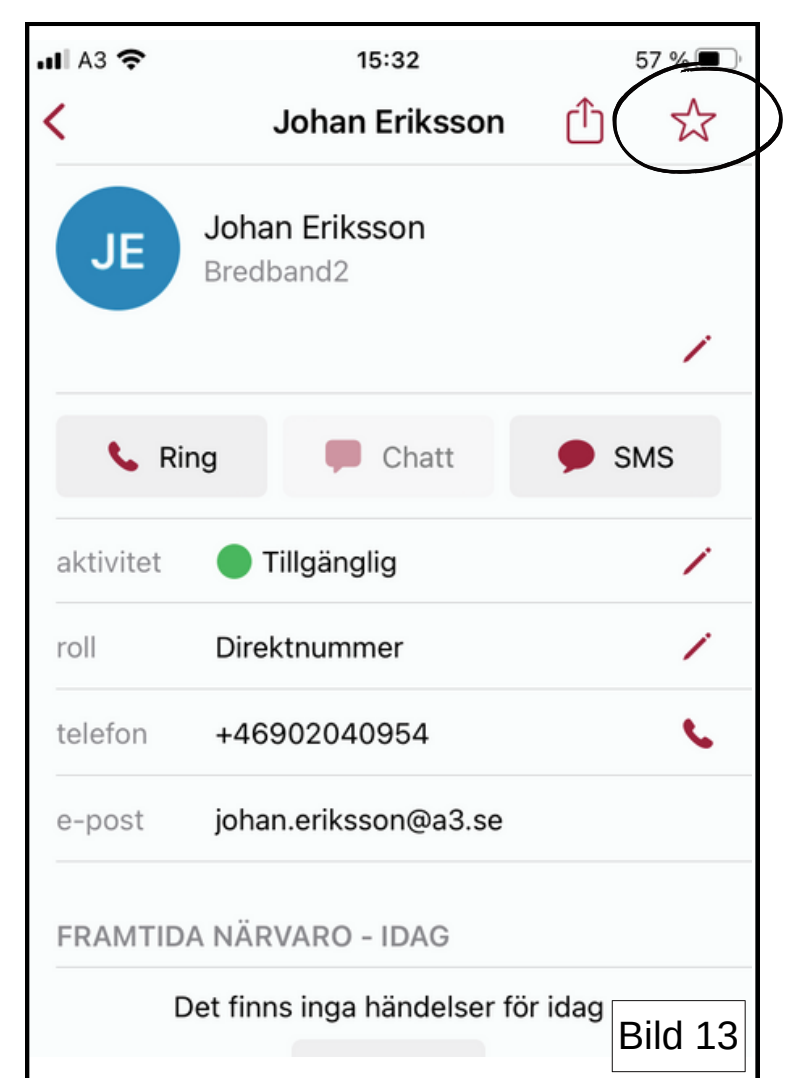 A3 15:32 57 %
Johan Eriksson
JE
Johan Eriksson
Bredband2
Ring Chatt SMS
aktivitet Tillgänglig
roll Direktnummer
telefon +46902040954
e-post johan.eriksson@a3.se
FRAMTIDA NÄRVARO - IDAG
Det finns inga händelser för idag
Bild 13